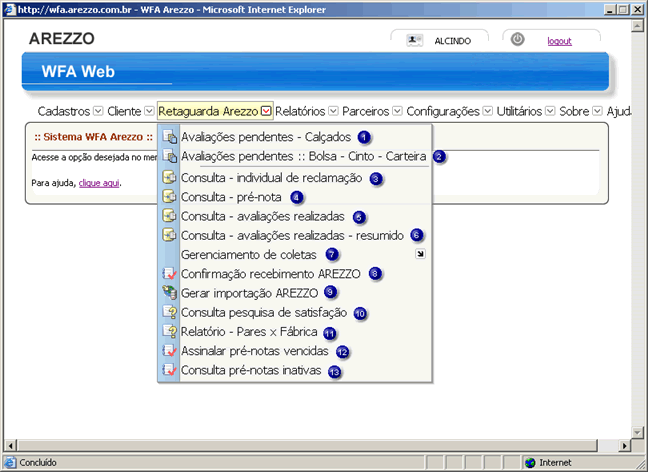 http://wfa.arezzo.com.br - WFA Arezzo - Microsoft Internet Explorer
AREZZO
ALCINDO
logout
WFA Web
Cadastros Cliente Retaguarda Arezzo Relatórios Parceiros Configurações Utilitários Sobre Ajud
:: Sistema WFA Arezzo ::
Acesse a opção desejada no mer
Para ajuda, clique aqui.
Avaliações pendentes - Calçados 1
Avaliações pendentes :: Bolsa - Cinto - Carteira 2
Consulta - individual de reclamação 3
Consulta - pré-nota 4
Consulta - avaliações realizadas 5
Consulta - avaliações realizadas - resumido 6
Gerenciamento de coletas 7
Confirmação recebimento AREZZO 8
Gerar importação AREZZO 9
Consulta pesquisa de satisfação 10
Relatório - Pares x Fábrica 11
Assinalar pré-notas vencidas 12
Consulta pré-notas inativas 13
Concluído
Internet